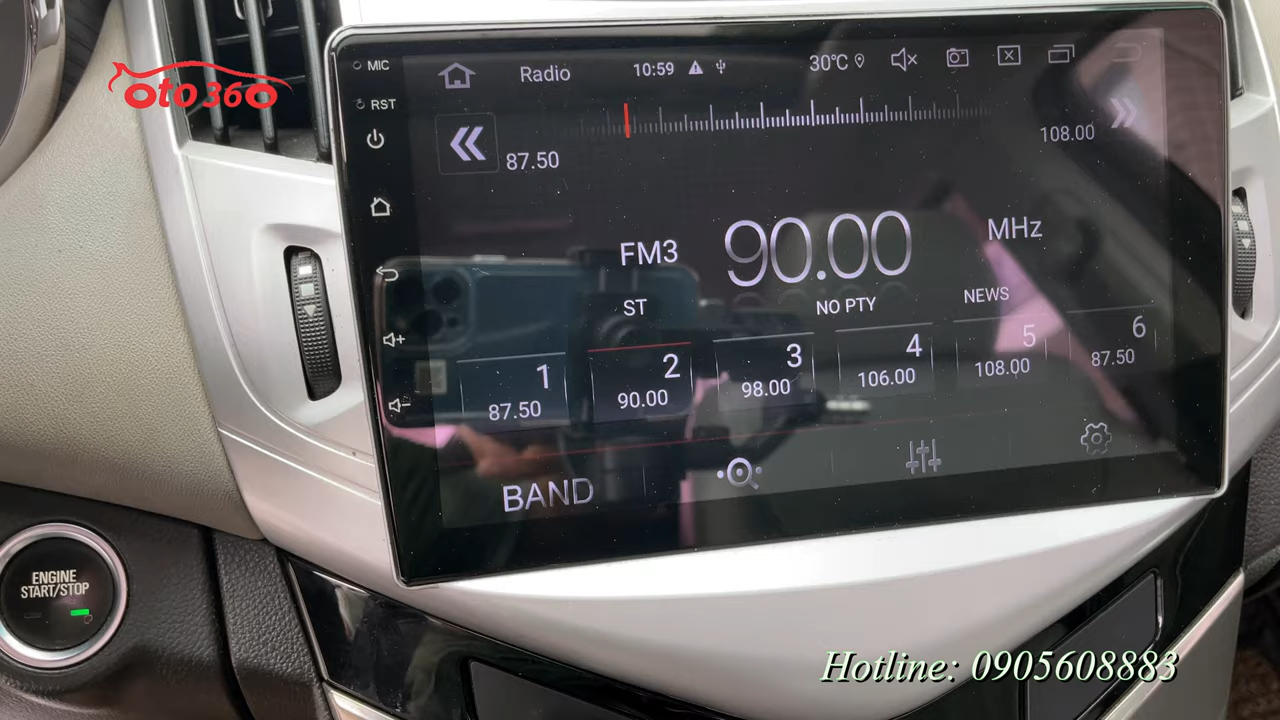 MIC
OTO 360
Radio
10:59
30°C
RST
87.50
108.00
FM3
90.00
MHz
ST
NO PTY
NEWS
1
87.50
2
90.00
3
98.00
4
106.00
5
108.00
6
87.50
BAND
ENGINE
START/STOP
Hotline: 0905608883